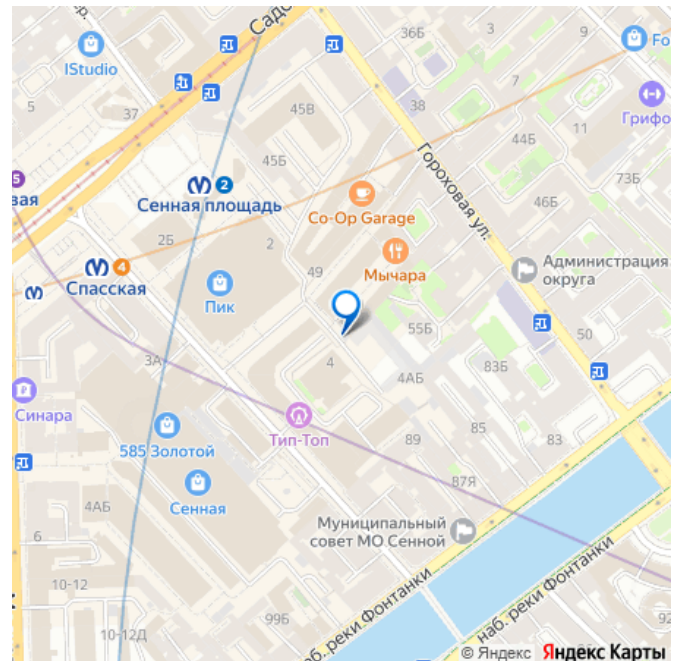 Садо
36Б
9
Fo
IStudio
7
3
5
37
45В
38
Грифо
11
44Б
45Б
Гороховая ул.
73Б
5
2
вая
Сенная площадь
Co-Op Garage
46Б
2Б
2
49
Мычара
Администрация
округа
4
Спасская
Пик
55Б
50
3А
4
4АБ
83Б
Синара
Тип-Топ
585 Золотой
89
85
83
Сенная
87Я
4АБ
Муниципальный
совет МО Сенной
6
10-12
99Б
наб. реки Фонтанки
10-12Д
наб. реки Фонтанки
92
© Яндекс Яндекс Карты